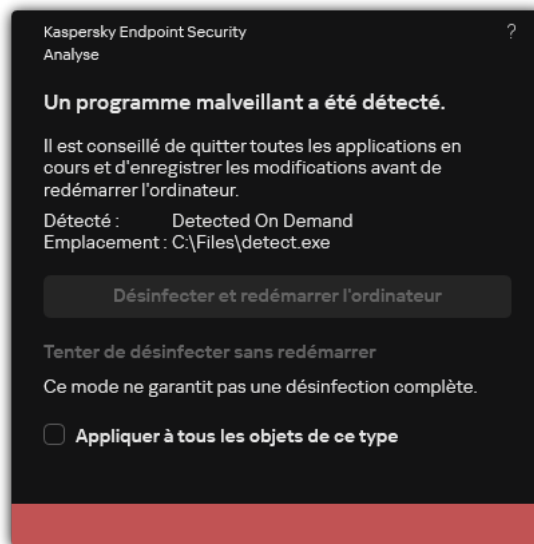 Kaspersky Endpoint Security
?
Analyse
Un programme malveillant a été détecté.
Il est conseillé de quitter toutes les applications en
cours et d'enregistrer les modifications avant de
redémarrer l'ordinateur.
Détecté : Detected On Demand
Emplacement : C:\Files\detect.exe
Désinfecter et redémarrer l'ordinateur
Tenter de désinfecter sans redémarrer
Ce mode ne garantit pas une désinfection complète.
Appliquer à tous les objets de ce type